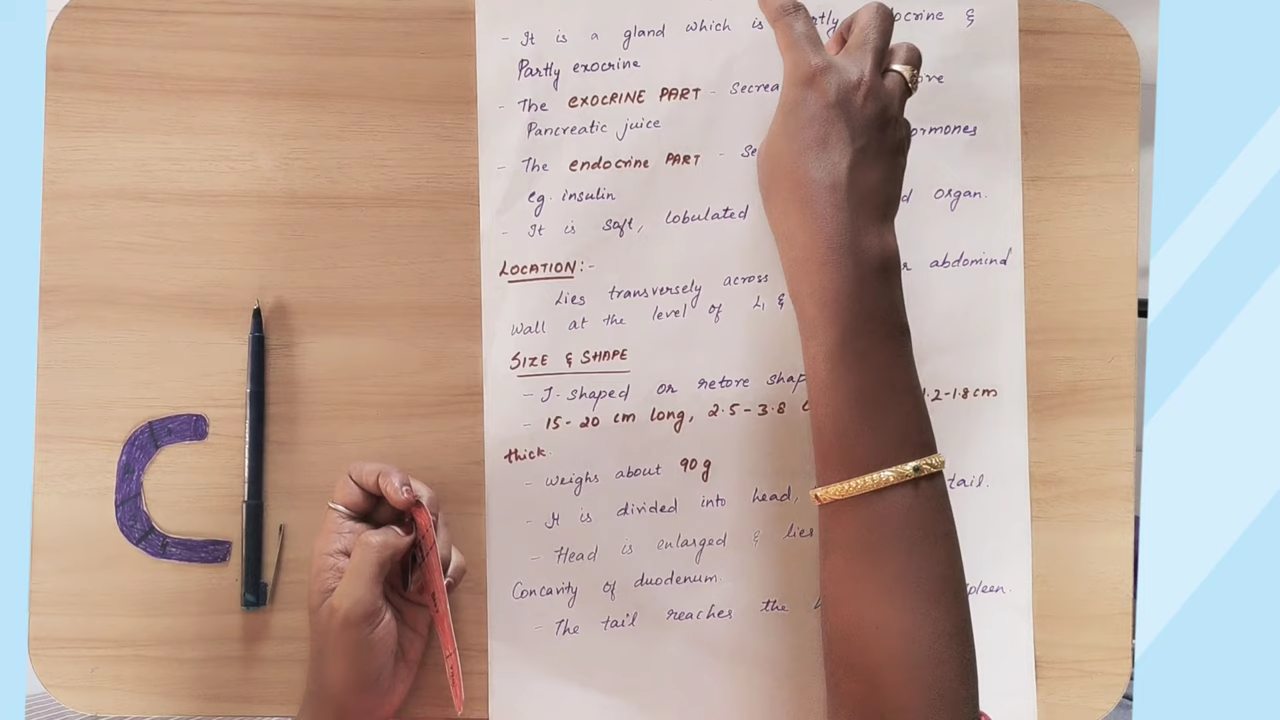 - It is a gland which is &
Partly exocrine
- The EXOCRINE PART - Secrea
Pancreatic juice
- The endocrine PART - Se ormones
eg. insulin
- It is soft, lobulated organ.
LOCATION:-
Lies transversely across abdominal
Wall at the level of L1 &
SIZE & SHAPE
- J. shaped or retore shap
- 15-20 cm long, 2.5-3.8 1.2-1.8cm
thick.
- Weighs about 90g
- It is divided into head, tail.
- Head is enlarged & lies
Concavity of duodenum.
- The tail reaches the pleen.